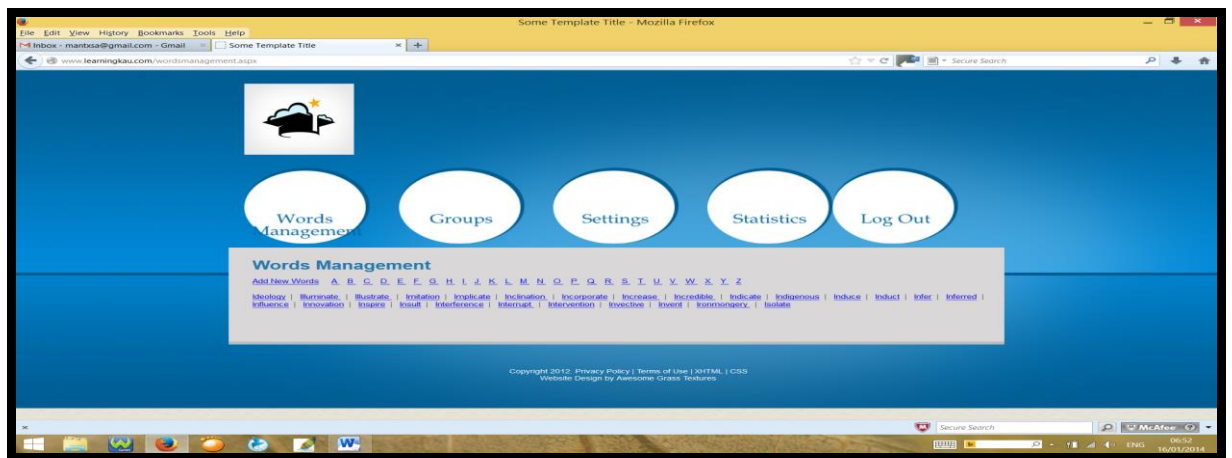 Some Template Title - Mozilla Firefox
File Edit View History Bookmarks Tools Help
Inbox - mantxsa@gmail.com - Gmail × Some Template Title × +
www.learningkau.com/wordsmanagement.aspx Secure Search
Words Management Groups Settings Statistics Log Out
Words Management
Add New Words A B C D E F G H I J K L M N O P Q R S T U V W X Y Z
Ideology | Illuminate | Illustrate | Imitation | Implicate | Inclination | Incorporate | Increase | Incredible | Indicate | Indigenous | Induce | Induct | Infer | Inferred |
Influence | Innovation | Inspire | Insult | Interference | Interrupt | Intervention | Invective | Invent | Ironmongery | Isolate
Copyright 2012. Privacy Policy | Terms of Use | XHTML | CSS
Website Design by Awesome Grass Textures
× Secure Search McAfee
ENG 06:52
16/01/2014